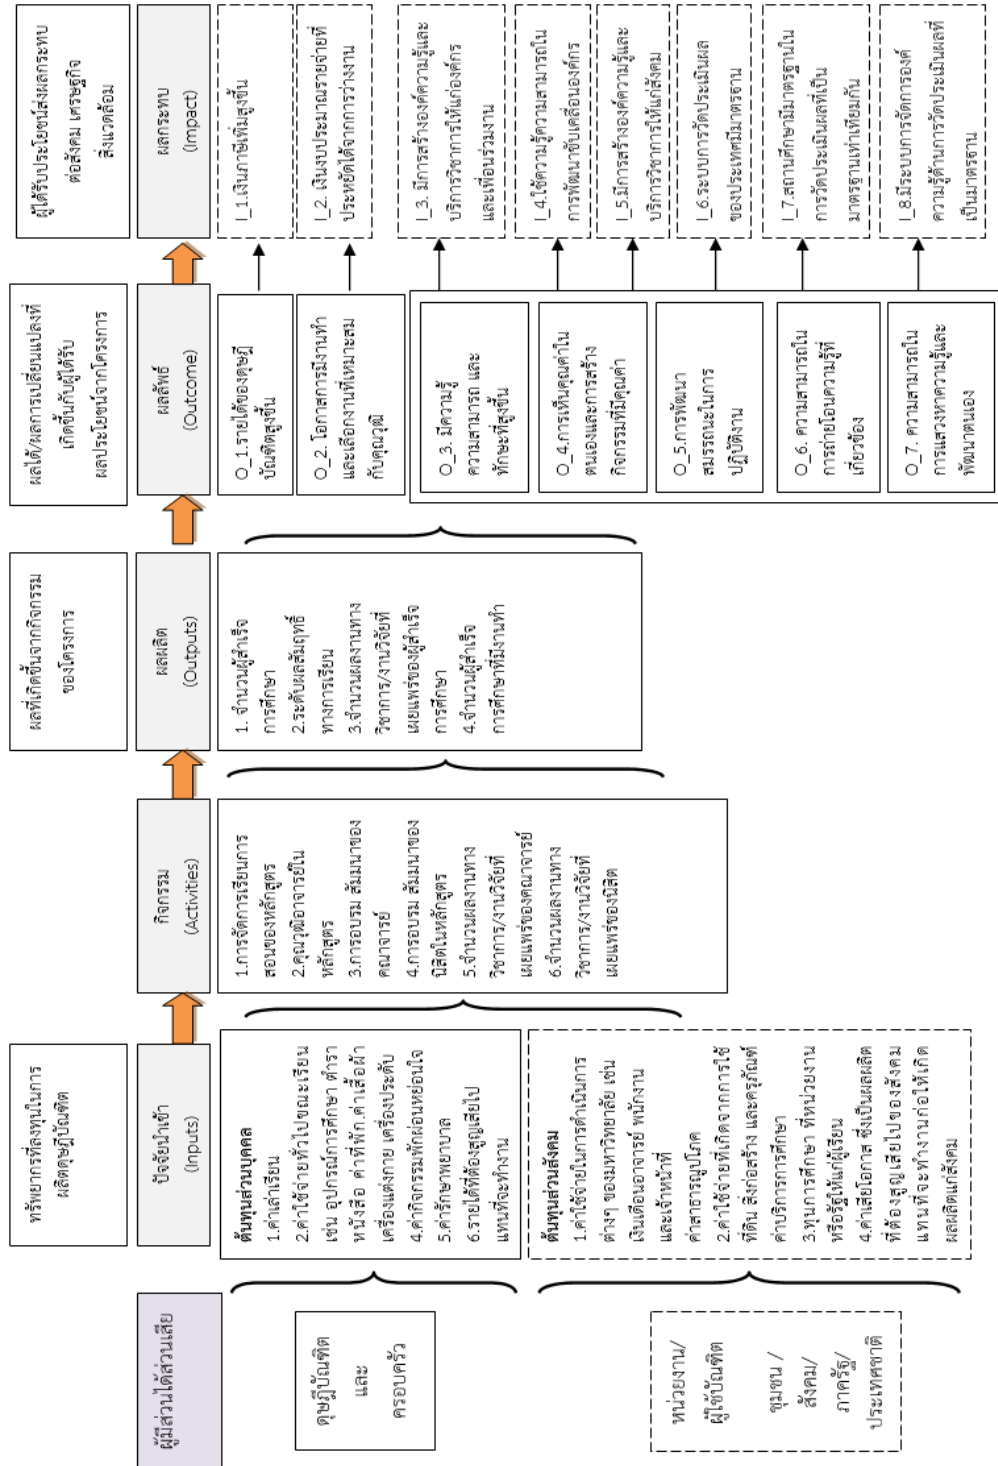 ผู้มีส่วนได้ส่วนเสีย
ดุษฎีบัณฑิต
และ
ครอบครัว
หน่วยงาน/
ผู้ใช้บัณฑิต
ชุมชน /
สังคม/
ภาครัฐ/
ประเทศชาติ
ทรัพยากรที่ลงทุนในการ
ผลิตดุษฎีบัณฑิต
ปัจจัยนำเข้า
(Inputs)
ต้นทุนส่วนบุคคล
1.ค่าเล่าเรียน
2.ค่าใช้จ่ายทั่วไป ขณะเรียน
เช่น อุปกรณ์การศึกษา ตำรา
หนังสือ ค่าที่พัก.ค่าเสื้อผ้า
เครื่องแต่งกาย เครื่องประดับ
4.ค่ากิจกรรมพักผ่อนหย่อนใจ
5.ค่ารักษาพยาบาล
6.รายได้ที่ต้องสูญเสียไป
แทนที่จะทำงาน
ต้นทุนส่วนสังคม
1.ค่าใช้จ่ายในการดำเนินการ
ต่างๆ ของมหาวิทยาลัย เช่น
เงินเดือนอาจารย์ พนักงาน
และเจ้าหน้าที่
ค่าสาธารณูปโภค
2.ค่าใช้จ่ายที่เกิดจากการใช้
ที่ดิน สิ่งก่อสร้าง และครุภัณฑ์
ค่าบริการการศึกษา
3.ทุนการศึกษา ที่หน่วยงาน
หรือรัฐให้แก่ผู้เรียน
4.ค่าเสียโอกาส ซึ่งเป็นผลผลิต
ที่ต้องสูญเสียไปของสังคม
แทนที่จะทำงานก่อให้เกิด
ผลผลิตแก่สังคม
กิจกรรม
(Activities)
1.การจัดการเรียนการ
สอนของหลักสูตร
2.คุณวุฒิอาจารย์ใน
หลักสูตร
3.การอบรม สัมมนาของ
คณาจารย์
4.การอบรม สัมมนาของ
นิสิตในหลักสูตร
5.จำนวนผลงานทาง
วิชาการ/งานวิจัยที่
เผยแพร่ของคณาจารย์
6.จำนวนผลงานทาง
วิชาการ/งานวิจัยที่
เผยแพร่ของนิสิต
ผลที่เกิดขึ้นจากกิจกรรม
ของโครงการ
ผลผลิต
(Outputs)
1. จำนวนผู้สำเร็จ
การศึกษา
2.ระดับผลสัมฤทธิ์
ทางการเรียน
3.จำนวนผลงานทาง
วิชาการ/งานวิจัยที่
เผยแพร่ของผู้สำเร็จ
การศึกษา
4.จำนวนผู้สำเร็จ
การศึกษาที่มีงานทำ
ผลได้/ผลการเปลี่ยนแปลงที่
เกิดขึ้นกับผู้ได้รับ
ผลประโยชน์จากโครงการ
ผลลัพธ์
(Outcome)
O_1.รายได้ของดุษฎี
บัณฑิตสูงขึ้น
O_2. โอกาสการมีงานทำ
และเลือกงานที่เหมาะสม
กับคุณวุฒิ
O_3. มีความรู้
ความสามารถ และ
ทักษะที่สูงขึ้น
O_4.การเห็นคุณค่าใน
ตนเองและการสร้าง
กิจกรรมที่มีคุณค่า
O_5.การพัฒนา
สมรรถนะในการ
ปฏิบัติงาน
O_6. ความสามารถใน
การถ่ายโอนความรู้ที่
เกี่ยวข้อง
O_7. ความสามารถใน
การแสวงหาความรู้และ
พัฒนาตนเอง
ผู้ได้รับประโยชน์ส่งผลกระทบ
ต่อสังคม เศรษฐกิจ
สิ่งแวดล้อม
ผลกระทบ
(Impact)
I_1.เงินภาษีเพิ่มสูงขึ้น
I_2. เงินงบประมาณรายจ่ายที่
ประหยัดได้จากการว่างงาน
I_3. มีการสร้างองค์ความรู้และ
บริการวิชาการให้แก่องค์กร
และเพื่อนร่วมงาน
I_4.ใช้ความรู้ความสามารถใน
การพัฒนาขับเคลื่อนองค์กร
I_5.มีการสร้างองค์ความรู้และ
บริการวิชาการให้แก่สังคม
I_6.ระบบการวัดประเมินผล
ของประเทศมีมาตรฐาน
I_7.สถานศึกษามีมาตรฐานใน
การวัดประเมินผลที่เป็น
มาตรฐานเท่าเทียมกัน
I_8.มีระบบการจัดการองค์
ความรู้ด้านการวัดประเมินผลที่
เป็นมาตรฐาน